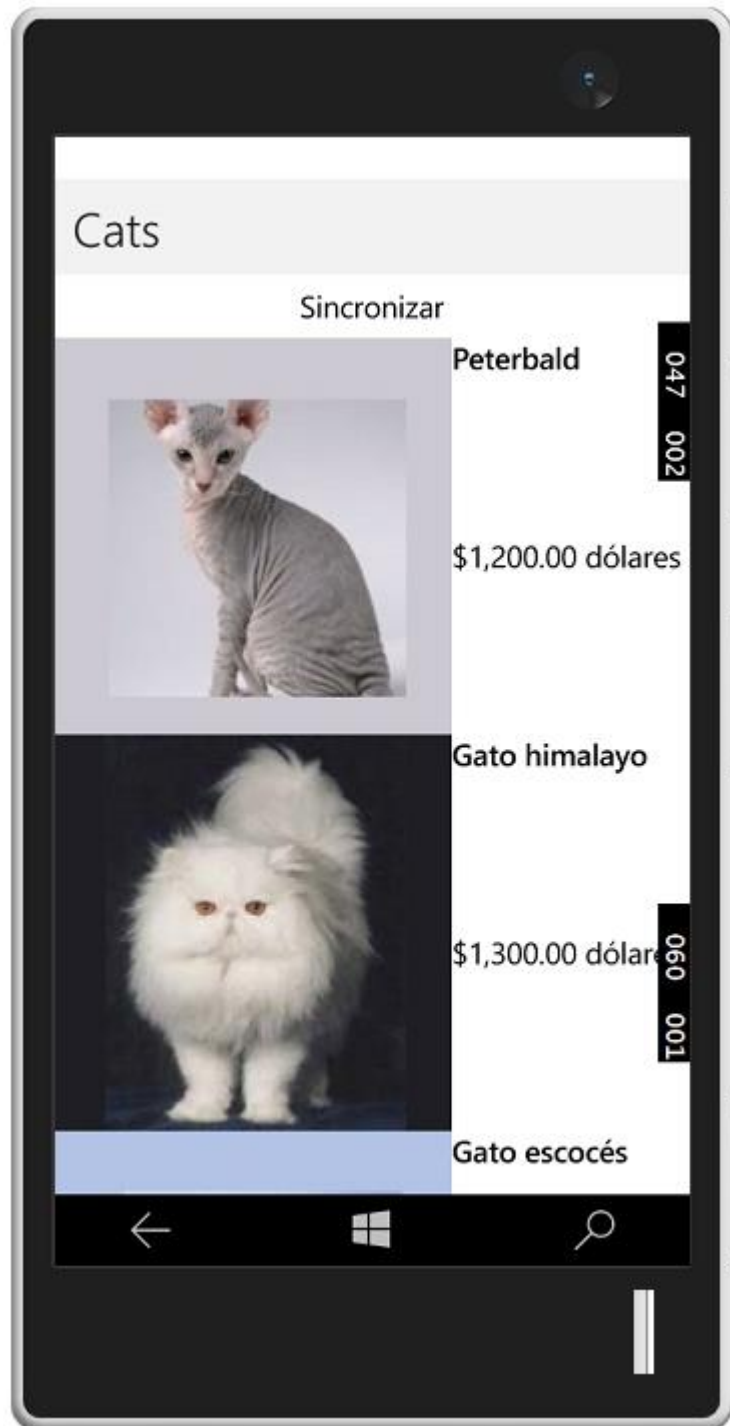 Cats
Sincronizar
Peterbald
047 002
$1,200.00 dólares
Gato himalayo
$1,300.00 dólare
060 001
Gato escocés